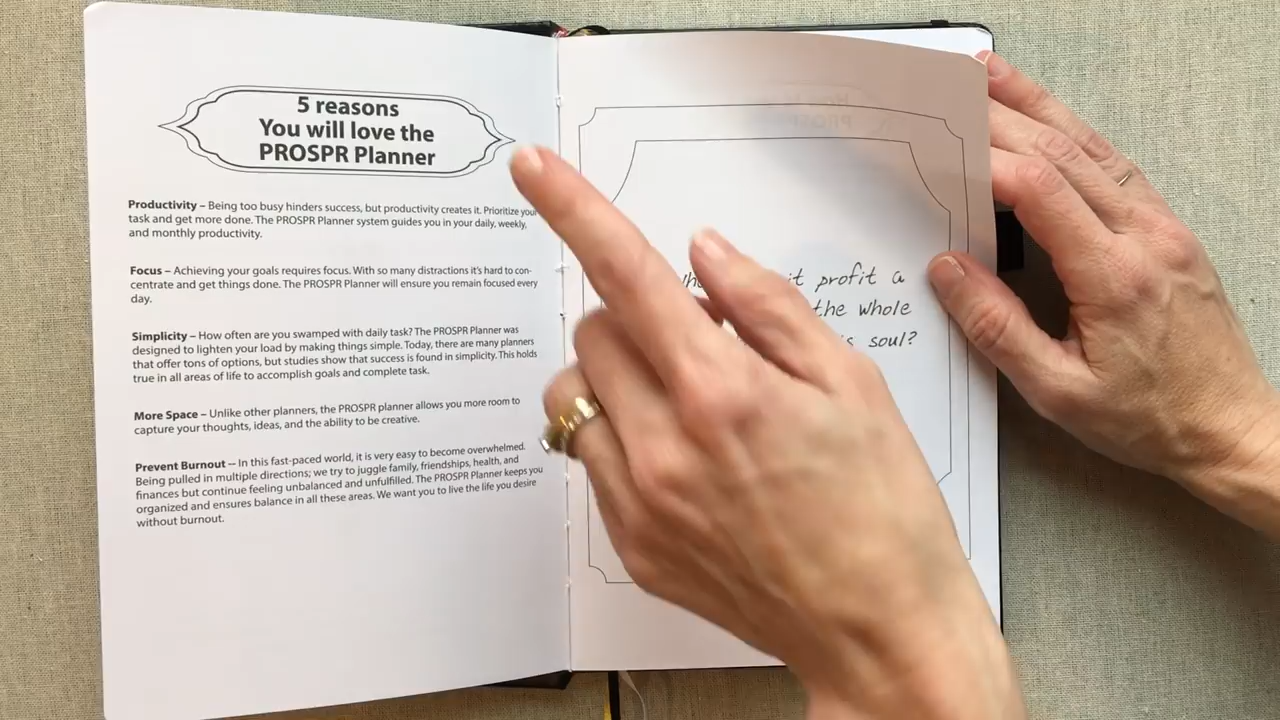 5 reasons
You will love the
PROSPR Planner
Productivity – Being too busy hinders success, but productivity creates it. Prioritize your
task and get more done. The PROSPR Planner system guides you in your daily, weekly,
and monthly productivity.
Focus – Achieving your goals requires focus. With so many distractions it's hard to con-
centrate and get things done. The PROSPR Planner will ensure you remain focused every
day.
Simplicity – How often are you swamped with daily task? The PROSPR Planner was
designed to lighten your load by making things simple. Today, there are many planners
that offer tons of options, but studies show that success is found in simplicity. This holds
true in all areas of life to accomplish goals and complete task.
More Space – Unlike other planners, the PROSPR planner allows you more room to
capture your thoughts, ideas, and the ability to be creative.
Prevent Burnout – In this fast-paced world, it is very easy to become overwhelmed.
Being pulled in multiple directions; we try to juggle family, friendships, health, and
finances but continue feeling unbalanced and unfulfilled. The PROSPR Planner keeps you
organized and ensures balance in all these areas. We want you to live the life you desire
without burnout.
it profit a
the whole
soul?